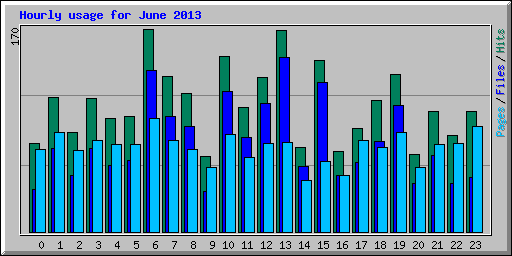 Hourly usage for June 2013
170
Pages / Files / Hits
0 1 2 3 4 5 6 7 8 9 10 11 12 13 14 15 16 17 18 19 20 21 22 23